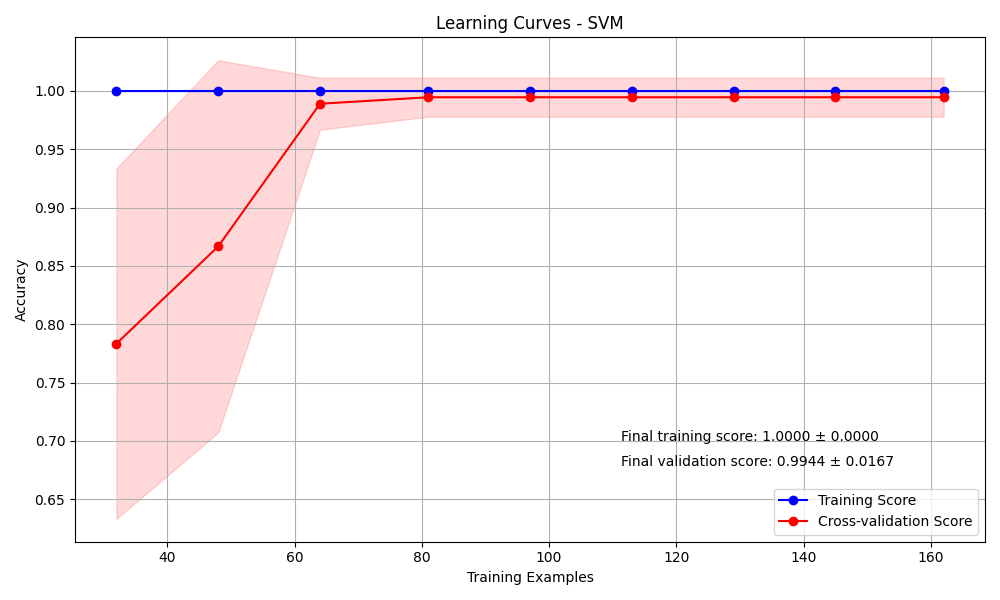 Learning Curves - SVM
1.00
0.95
0.90
0.85
0.80
0.75
0.70
0.65
Accuracy
Final training score: 1.0000 ± 0.0000
Final validation score: 0.9944 ± 0.0167
Training Score
Cross-validation Score
40 60 80 100 120 140 160
Training Examples